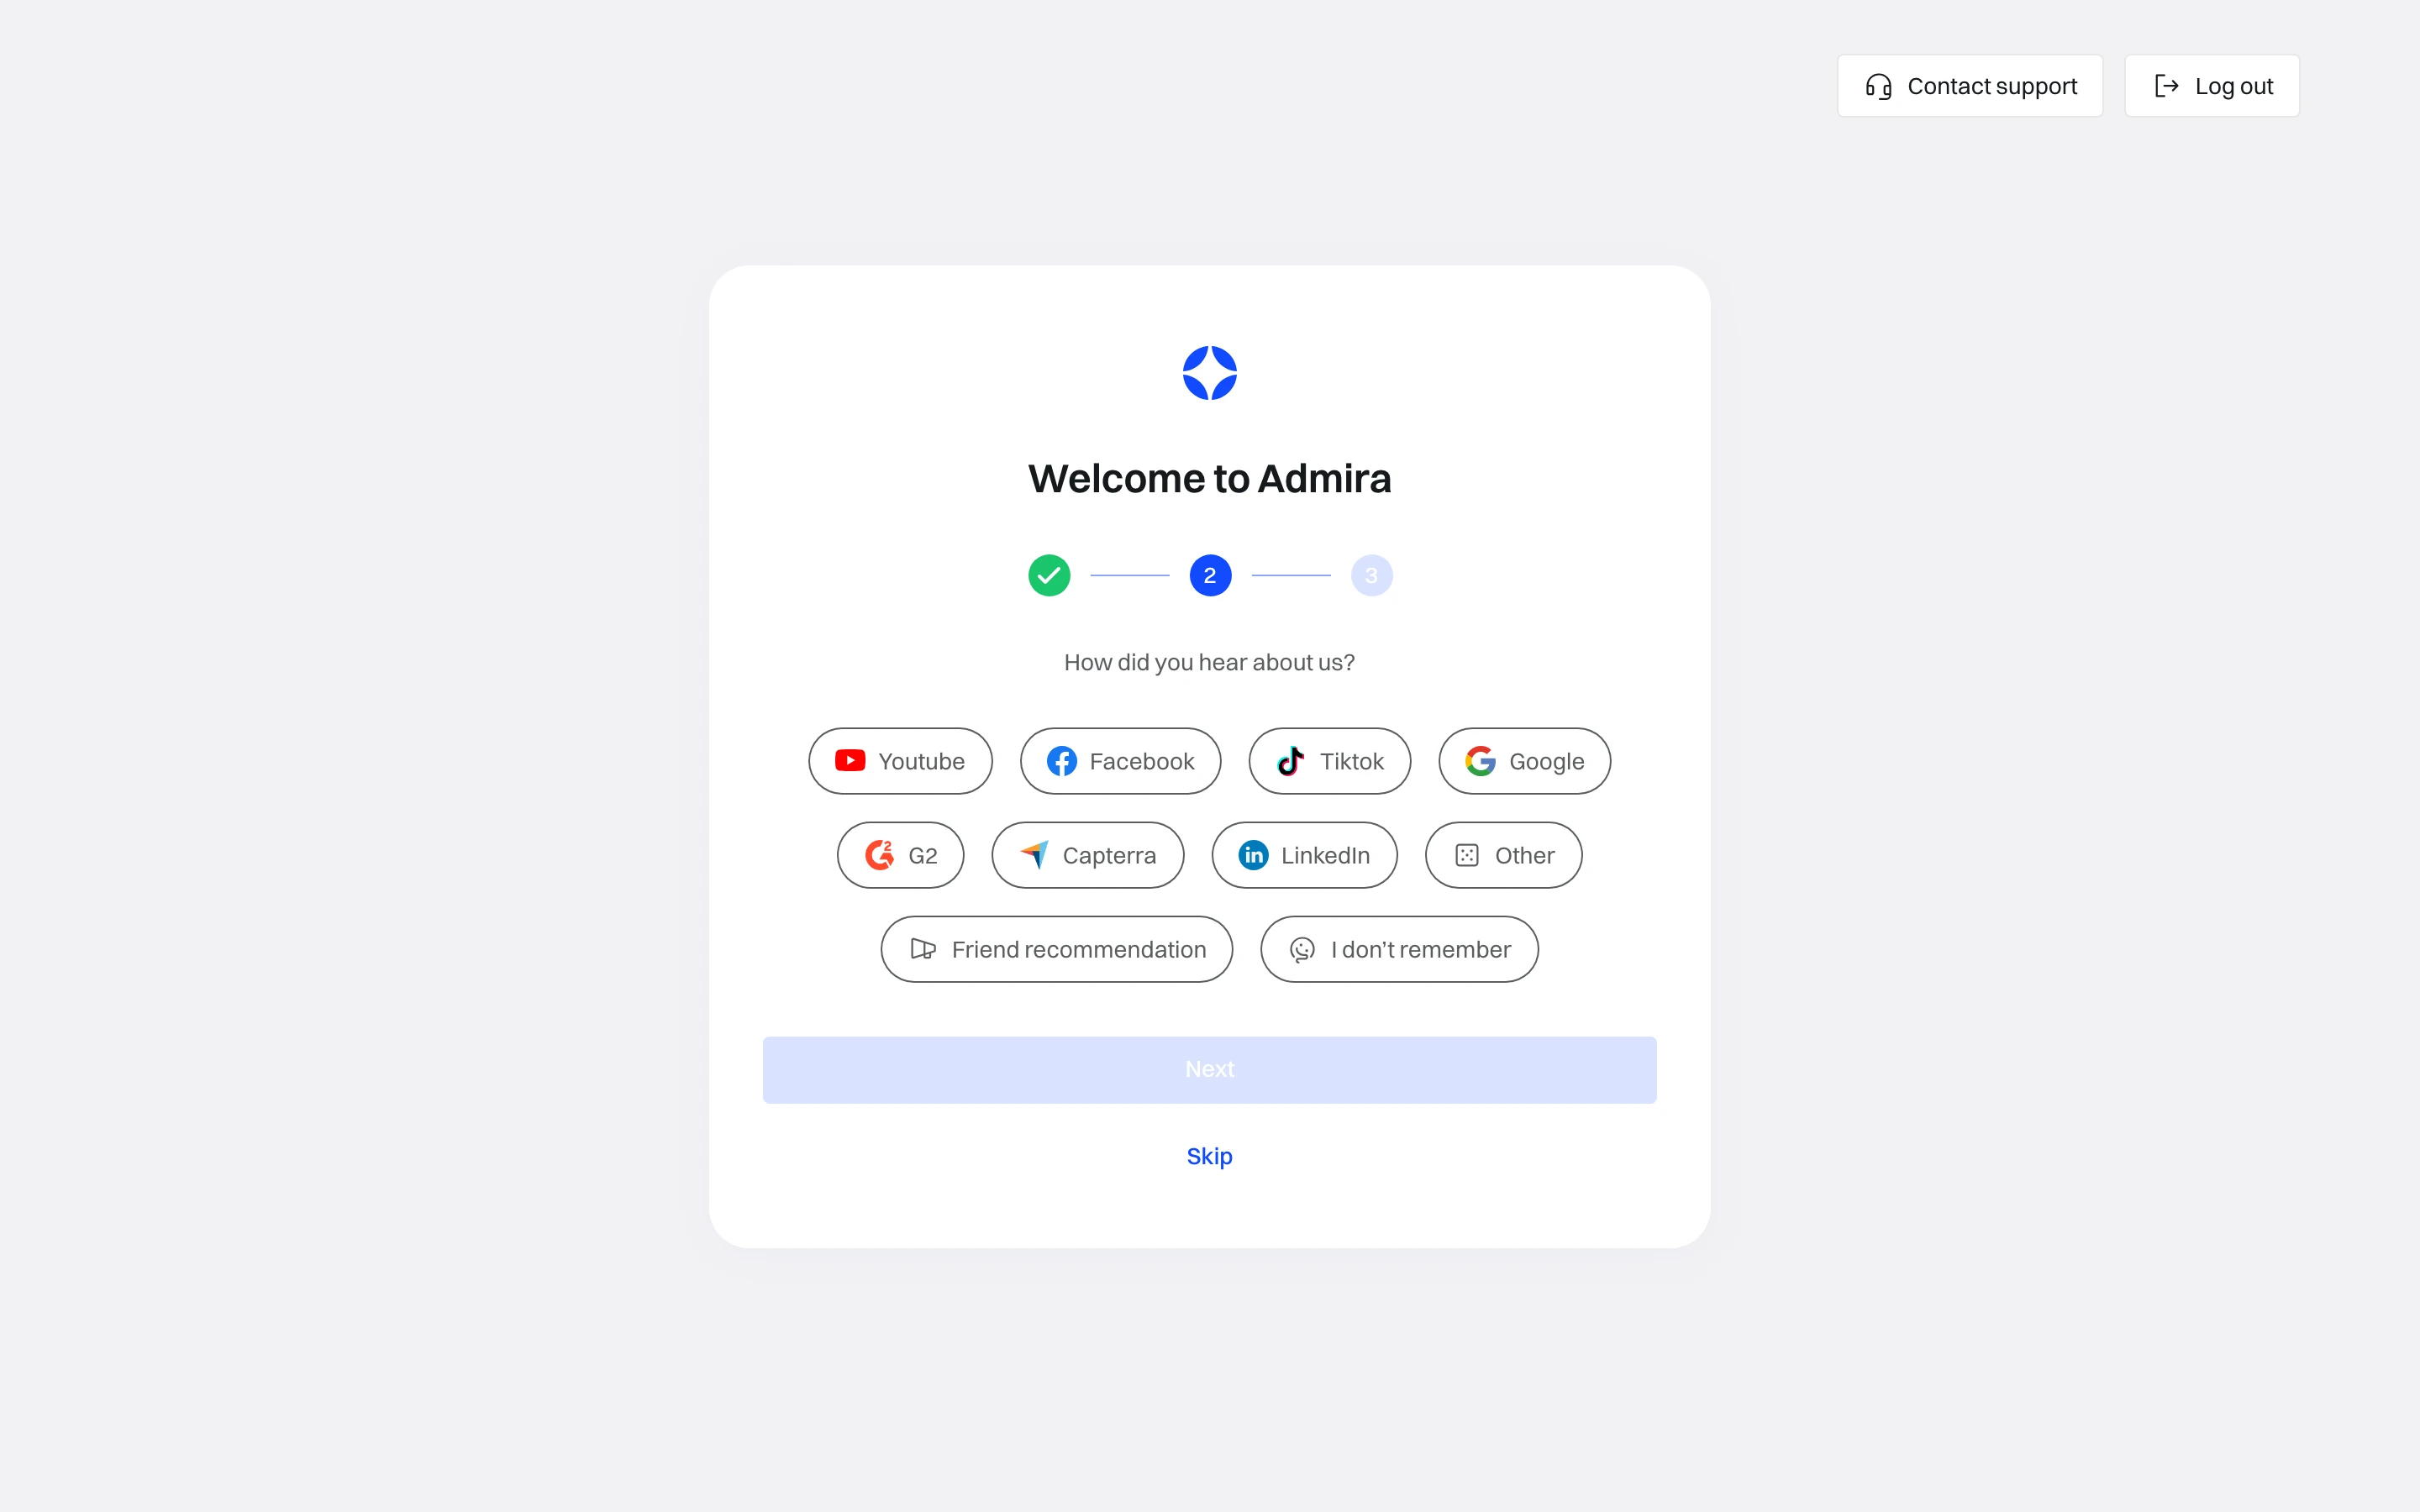 Contact support
Log out
Welcome to Admira
2
3
How did you hear about us?
Youtube
Facebook
Tiktok
Google
G2
Capterra
LinkedIn
Other
Friend recommendation
I don’t remember
Next
Skip